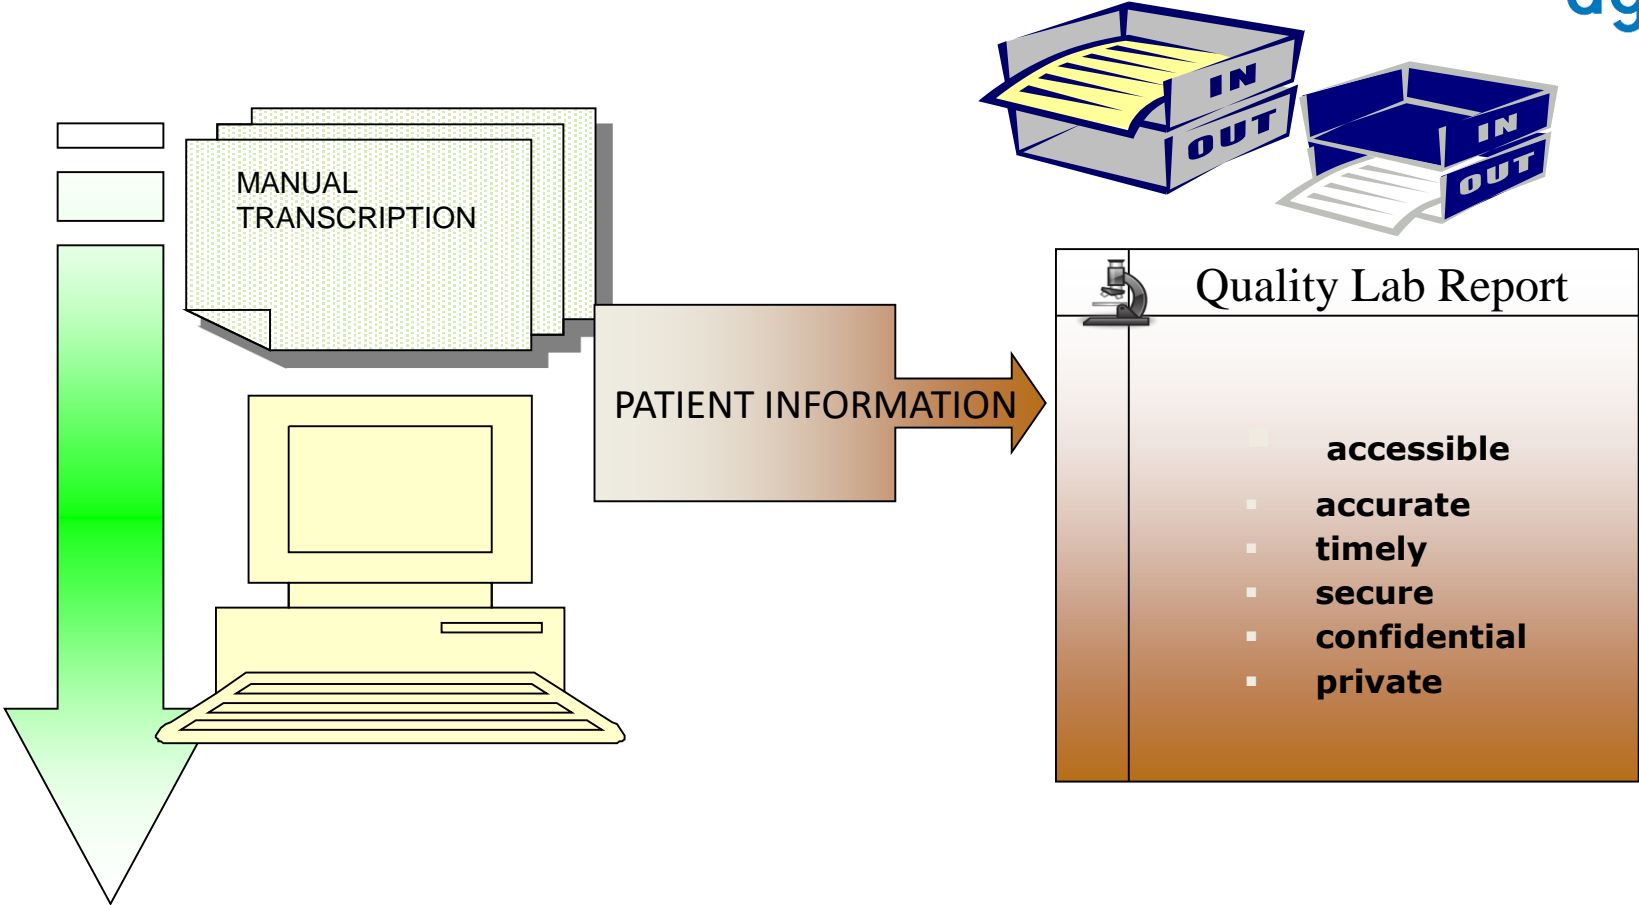 IN
OUT
IN
OUT
MANUAL
TRANSCRIPTION
PATIENT INFORMATION
Quality Lab Report
accessible
accurate
timely
secure
confidential
private